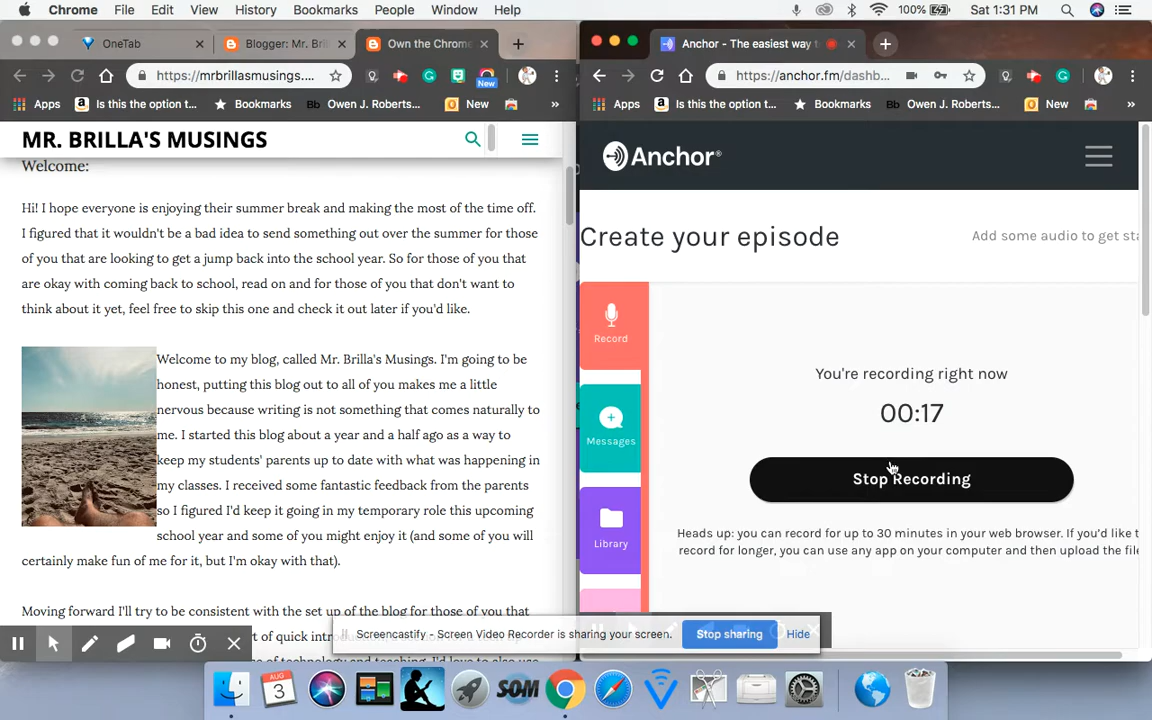 Chrome File Edit View History Bookmarks People Window Help 100% Sat 1:31 PM
OneTab
Blogger: Mr. Bril
Own the Chrome
https://mrbrillasmusings....
New
Apps Is this the option t... Bookmarks Bb Owen J. Roberts... New »
MR. BRILLA'S MUSINGS
Welcome:
Hi! I hope everyone is enjoying their summer break and making the most of the time off.
I figured that it wouldn't be a bad idea to send something out over the summer for those
of you that are looking to get a jump back into the school year. So for those of you that
are okay with coming back to school, read on and for those of you that don't want to
think about it yet, feel free to skip this one and check it out later if you'd like.
Welcome to my blog, called Mr. Brilla's Musings. I'm going to be
honest, putting this blog out to all of you makes me a little
nervous because writing is not something that comes naturally to
me. I started this blog about a year and a half ago as a way to
keep my students' parents up to date with what was happening in
my classes. I received some fantastic feedback from the parents
so I figured I'd keep it going in my temporary role this upcoming
school year and some of you might enjoy it (and some of you will
certainly make fun of me for it, but I'm okay with that).
Moving forward I'll try to be consistent with the set up of the blog for those of you that
rt of quick intro
Anchor - The easiest way t
https://anchor.fm/dashb...
Apps Is this the option t... Bookmarks Bb Owen J. Roberts... New »
Anchor®
Create your episode
Add some audio to get sta
Record
Messages
Library
You're recording right now
00:17
Stop Recording
Heads up: you can record for up to 30 minutes in your web browser. If you'd like t
record for longer, you can use any app on your computer and then upload the file
Screencastify - Screen Video Recorder is sharing your screen. Stop sharing Hide
AUG
3
SOM